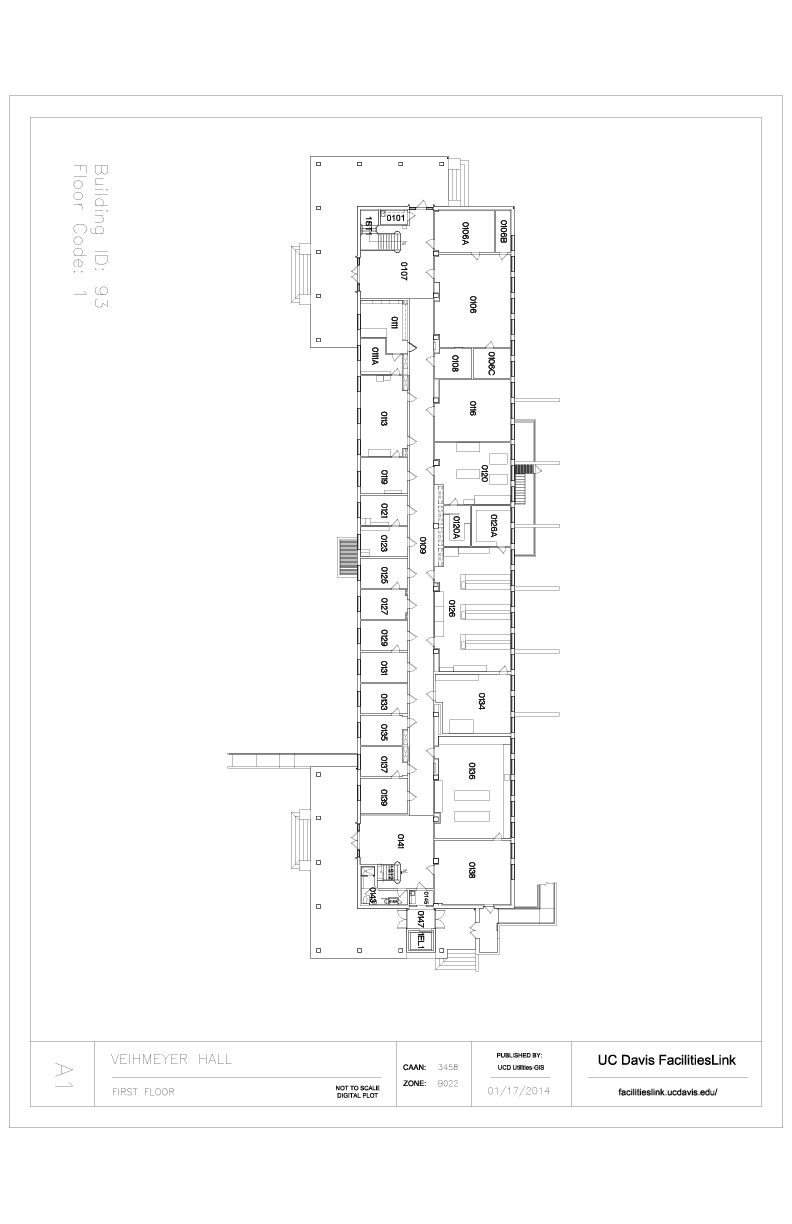 Building ID: 93
Floor Code: 1
1ST1
0101
0107
0106A
0106B
0106
0111
0111A
0108
0106C
0113
0116
0119
0120
0121
0120A
0126A
0123
0109
0125
0127
0126
0129
0131
0133
0134
0135
0137
0136
0139
0141
0138
1ST2
0143
0145
0147
1EL1
A1
VEIHMEYER HALL
FIRST FLOOR
NOT TO SCALE
DIGITAL PLOT
CAAN: 3458
ZONE: B022
PUBLISHED BY:
UCD Utilities-GIS
01/17/2014
UC Davis FacilitiesLink
facilitieslink.ucdavis.edu/